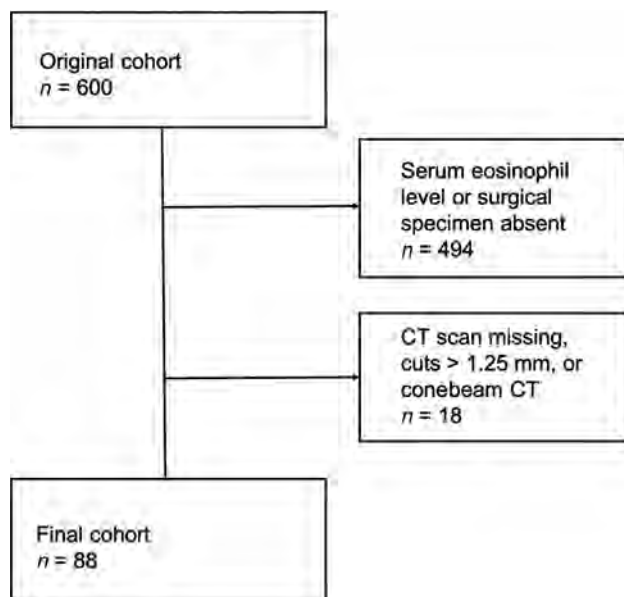 Original cohort
n = 600
Serum eosinophil
level or surgical
specimen absent
n = 494
CT scan missing,
cuts > 1.25 mm, or
conebeam CT
n = 18
Final cohort
n = 88